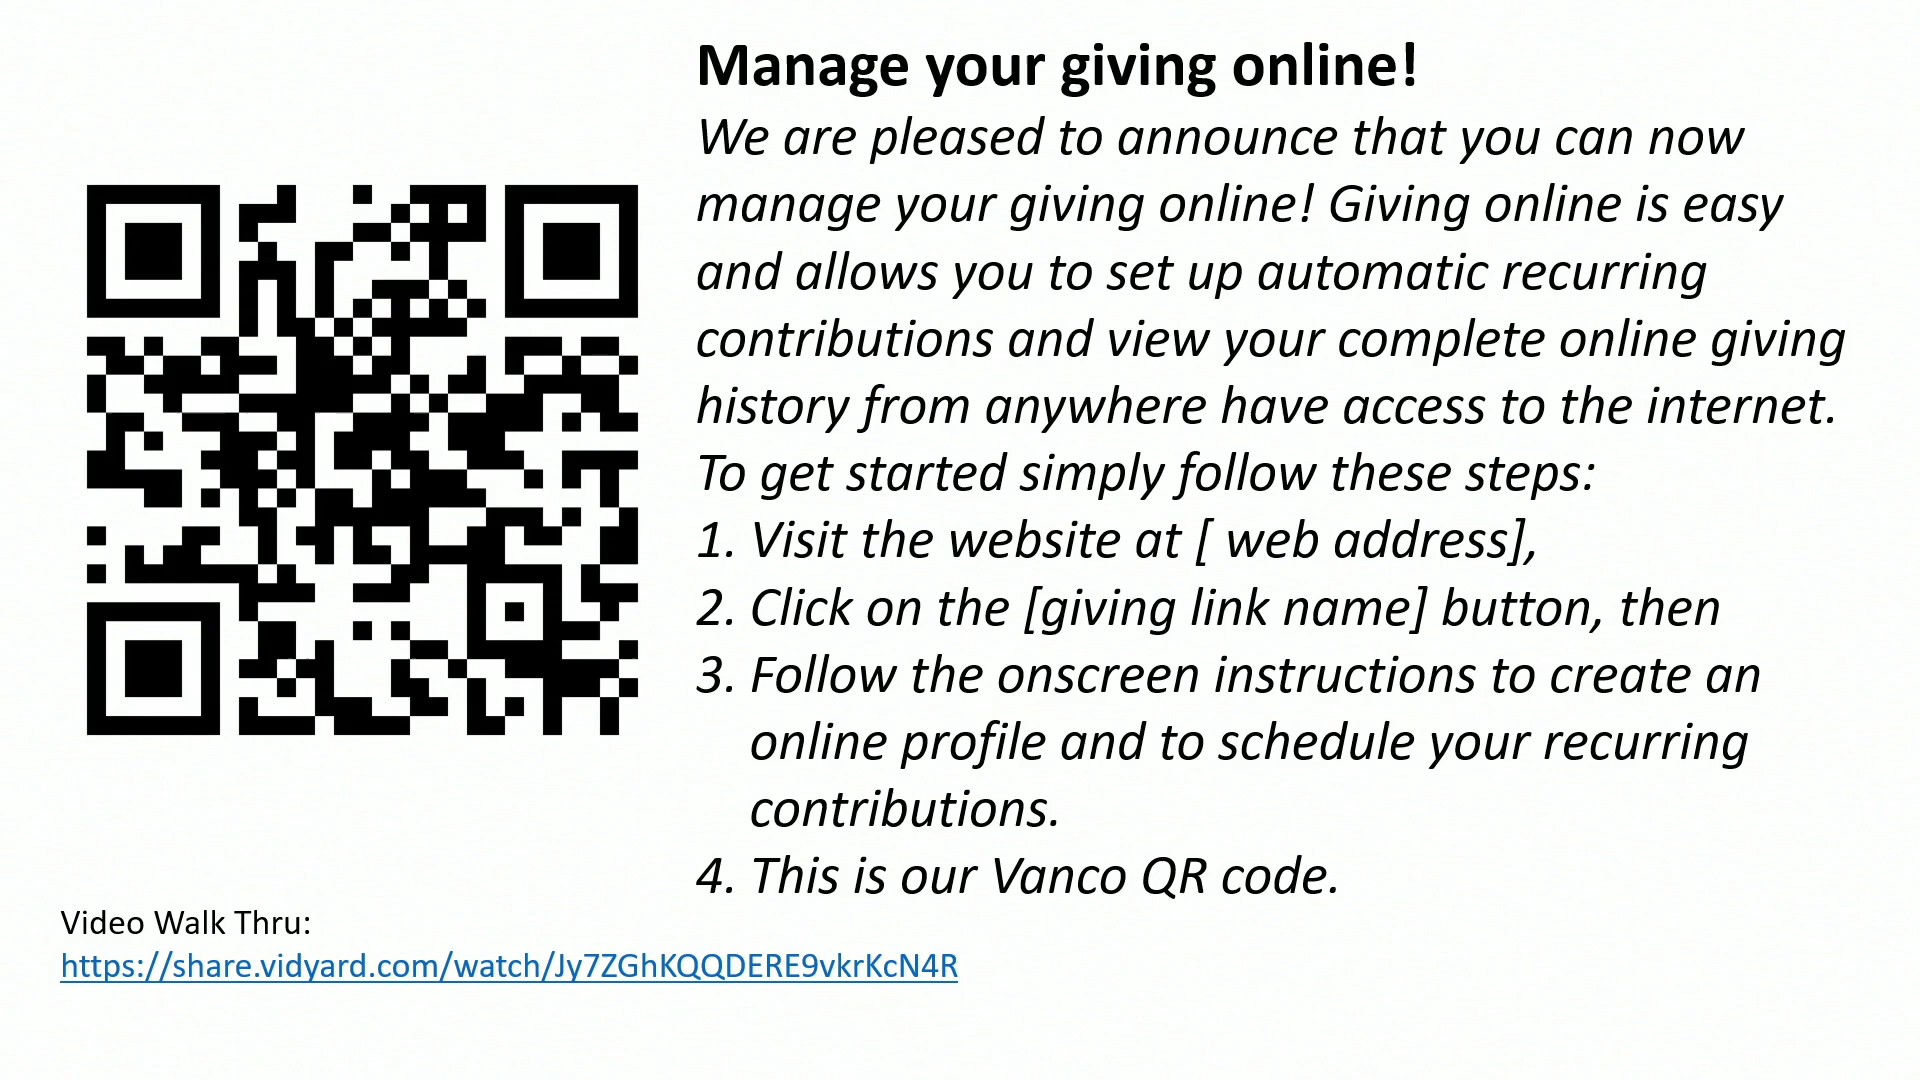 Manage your giving online!
We are pleased to announce that you can now
manage your giving online! Giving online is easy
and allows you to set up automatic recurring
contributions and view your complete online giving
history from anywhere have access to the internet.
To get started simply follow these steps:
1. Visit the website at [ web address],
2. Click on the [giving link name] button, then
3. Follow the onscreen instructions to create an
online profile and to schedule your recurring
contributions.
4. This is our Vanco QR code.
Video Walk Thru:
https://share.vidyard.com/watch/Jy7ZGhKQQDERE9vkrKcN4R